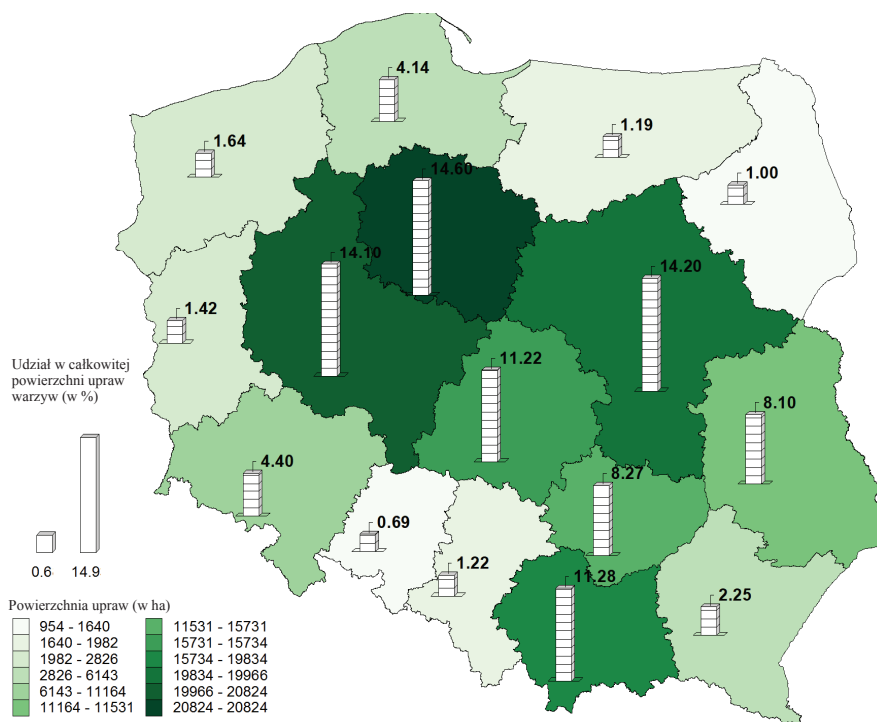 4.14
1.64
1.19
14.60
1.00
14.10
14.20
1.42
11.22
Udział w całkowitej
powierzchni upraw
warzyw (w %)
8.10
4.40
8.27
0.69
1.22
11.28
2.25
0.6 14.9
Powierzchnia upraw (w ha)
954 - 1640 11531 - 15731
1640 - 1982 15731 - 15734
1982 - 2826 15734 - 19834
2826 - 6143 19834 - 19966
6143 - 11164 19966 - 20824
11164 - 11531 20824 - 20824